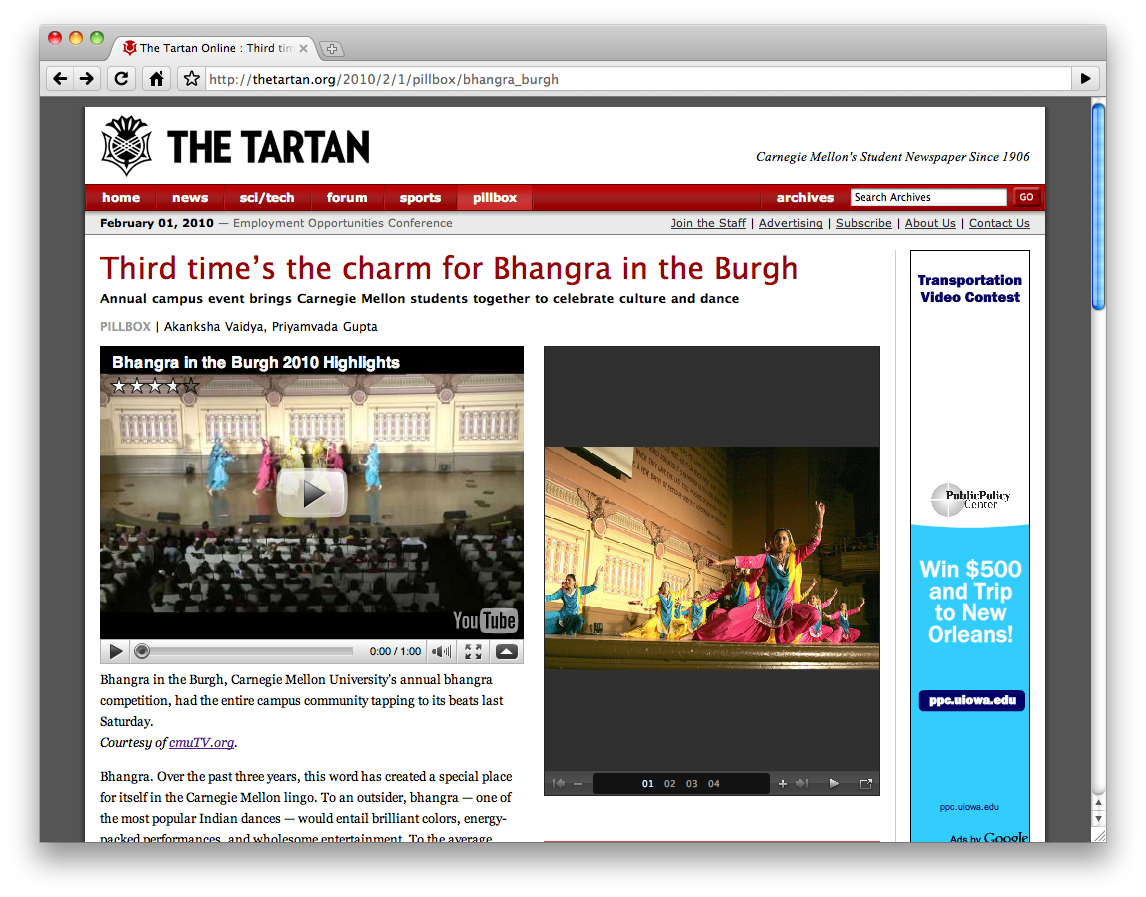 The Tartan Online : Third tim
http://thetartan.org/2010/2/1/pillbox/bhangra_burgh
THE TARTAN
Carnegie Mellon's Student Newspaper Since 1906
home news sci/tech forum sports pillbox archives Search Archives GO
February 01, 2010 — Employment Opportunities Conference
Join the Staff | Advertising | Subscribe | About Us | Contact Us
Third time's the charm for Bhangra in the Burgh
Annual campus event brings Carnegie Mellon students together to celebrate culture and dance
PILLBOX | Akanksha Vaidya, Priyamvada Gupta
Bhangra in the Burgh 2010 Highlights
YouTube
0:00 / 1:00
Bhangra in the Burgh, Carnegie Mellon University's annual bhangra
competition, had the entire campus community tapping to its beats last
Saturday.
Courtesy of cmuTV.org.
Bhangra. Over the past three years, this word has created a special place
for itself in the Carnegie Mellon lingo. To an outsider, bhangra — one of
the most popular Indian dances — would entail brilliant colors, energy-
packed performances, and wholesome entertainment. To the average
01 02 03 04
Transportation
Video Contest
PublicPolicy
Center
Win $500
and Trip
to New
Orleans!
ppc.uiowa.edu
ppc.uiowa.edu
Ads by Google